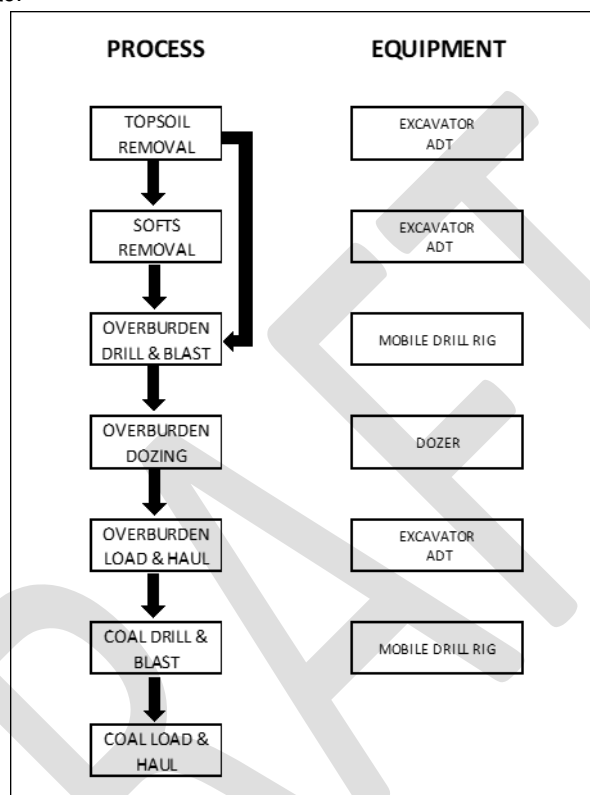 PROCESS EQUIPMENT
TOPSOIL
REMOVAL
EXCAVATOR
ADT
SOFTS
REMOVAL
EXCAVATOR
ADT
OVERBURDEN
DRILL & BLAST
MOBILE DRILL RIG
OVERBURDEN
DOZING
DOZER
OVERBURDEN
LOAD & HAUL
EXCAVATOR
ADT
COAL DRILL &
BLAST
MOBILE DRILL RIG
COAL LOAD &
HAUL